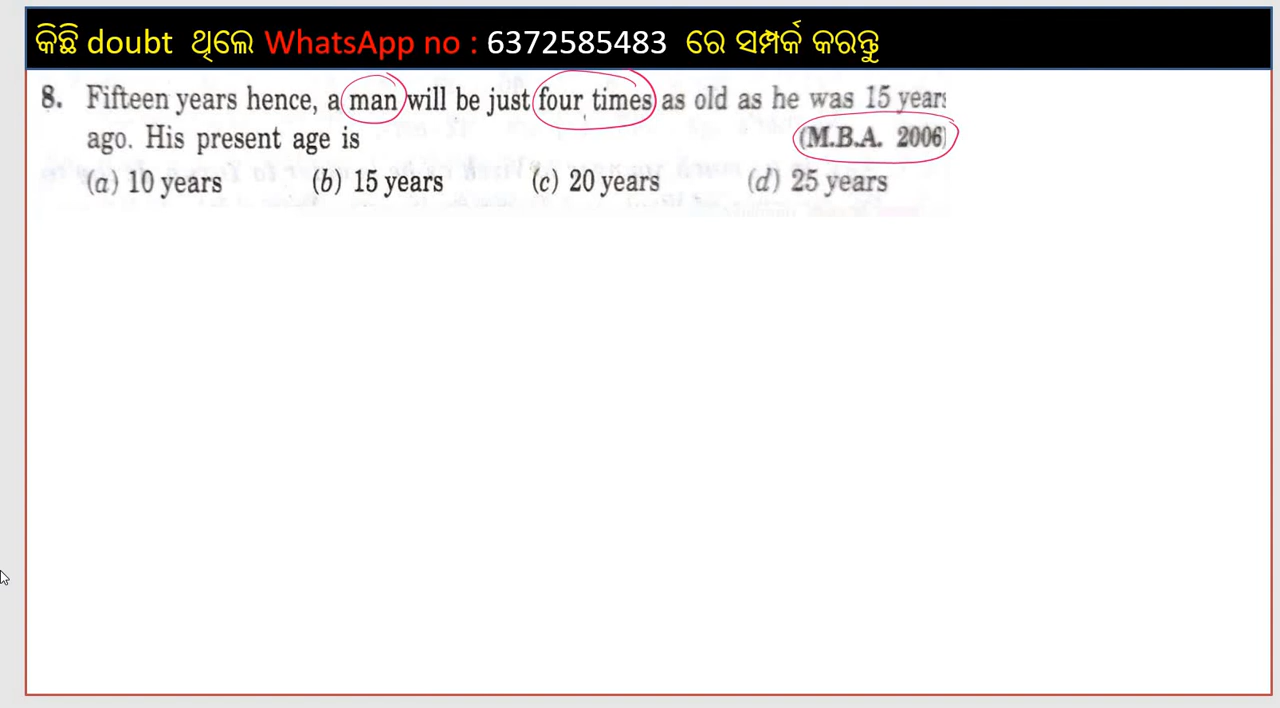 କିଛି doubt ଥିଲେ WhatsApp no : 6372585483 ରେ ସମ୍ପର୍କ କରନ୍ତୁ
8. Fifteen years hence, a man will be just four times as old as he was 15 years
ago. His present age is (M.B.A. 2006)
(a) 10 years (b) 15 years (c) 20 years (d) 25 years